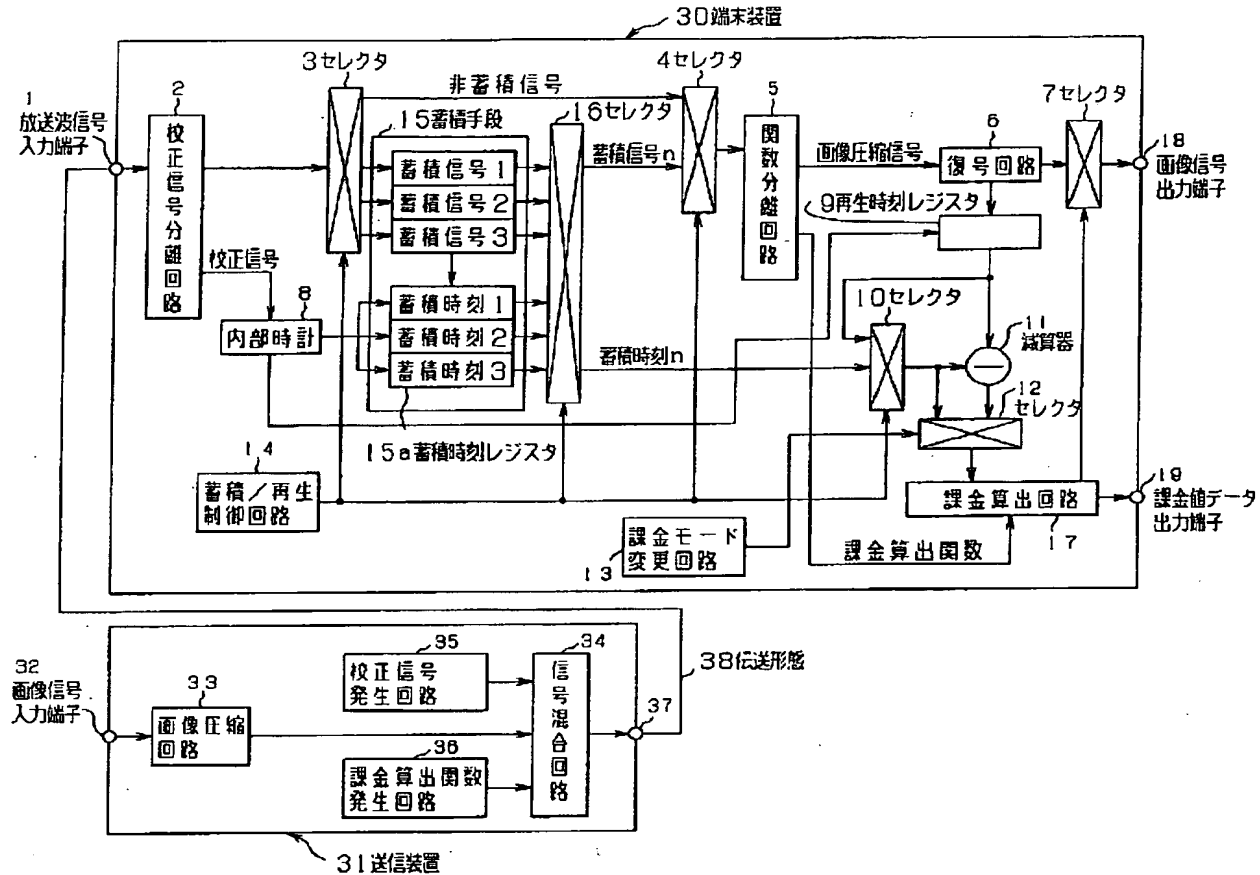 30端末装置
1
放送波信号
入力端子
2
校正信号分離回路
3セレクタ
非蓄積信号
4セレクタ
5
関数分離回路
7セレクタ
6
復号回路
画像圧縮信号
18
画像信号
出力端子
15蓄積手段
16セレクタ
蓄積信号1
蓄積信号2
蓄積信号3
蓄積信号n
9再生時刻レジスタ
校正信号
8
内部時計
蓄積時刻1
蓄積時刻2
蓄積時刻3
蓄積時刻n
10セレクタ
11
減算器
12
セレクタ
15a蓄積時刻レジスタ
14
蓄積/再生
制御回路
課金モード
変更回路
13
課金算出回路
17
課金算出関数
19
課金値データ
出力端子
32
画像信号
入力端子
33
画像圧縮
回路
35
校正信号
発生回路
36
課金算出関数
発生回路
34
信号混合回路
37
38伝送形態
31送信装置